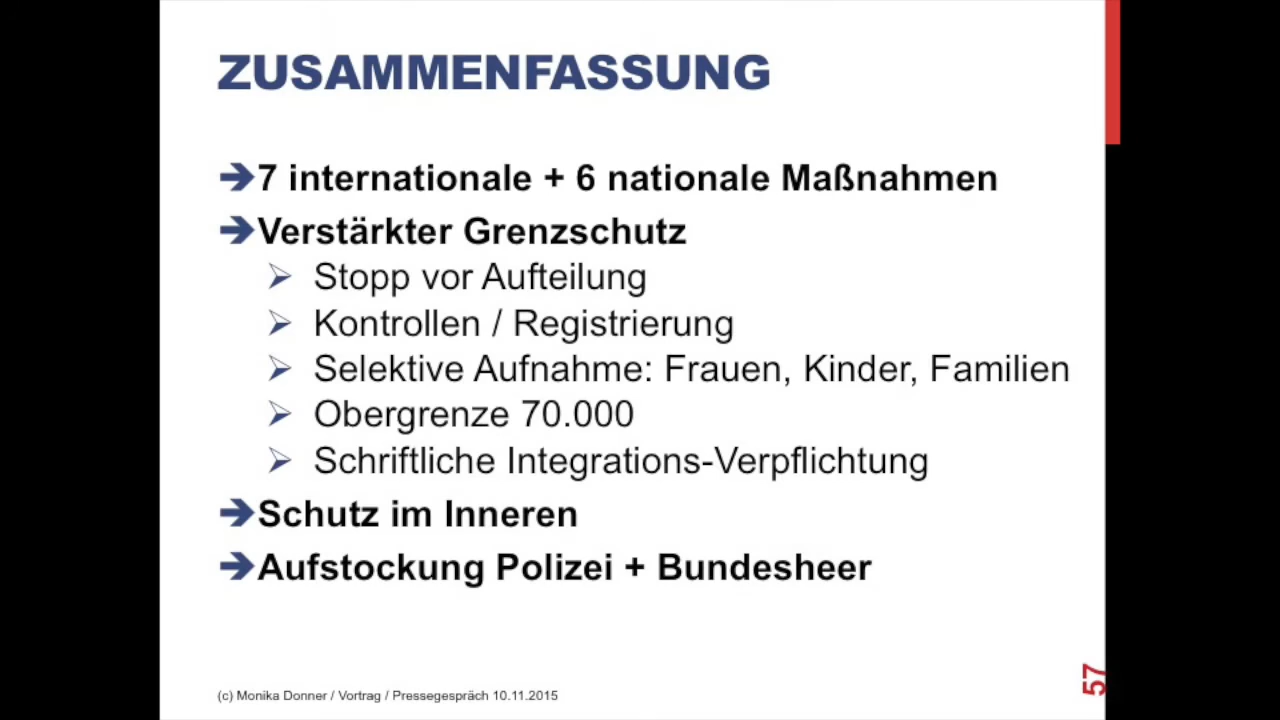 ZUSAMMENFASSUNG
➔7 internationale + 6 nationale Maßnahmen
➔Verstärkter Grenzschutz
➢ Stopp vor Aufteilung
➢ Kontrollen / Registrierung
➢ Selektive Aufnahme: Frauen, Kinder, Familien
➢ Obergrenze 70.000
➢ Schriftliche Integrations-Verpflichtung
➔Schutz im Inneren
➔Aufstockung Polizei + Bundesheer
(c) Monika Donner / Vortrag / Pressegespräch 10.11.2015
57